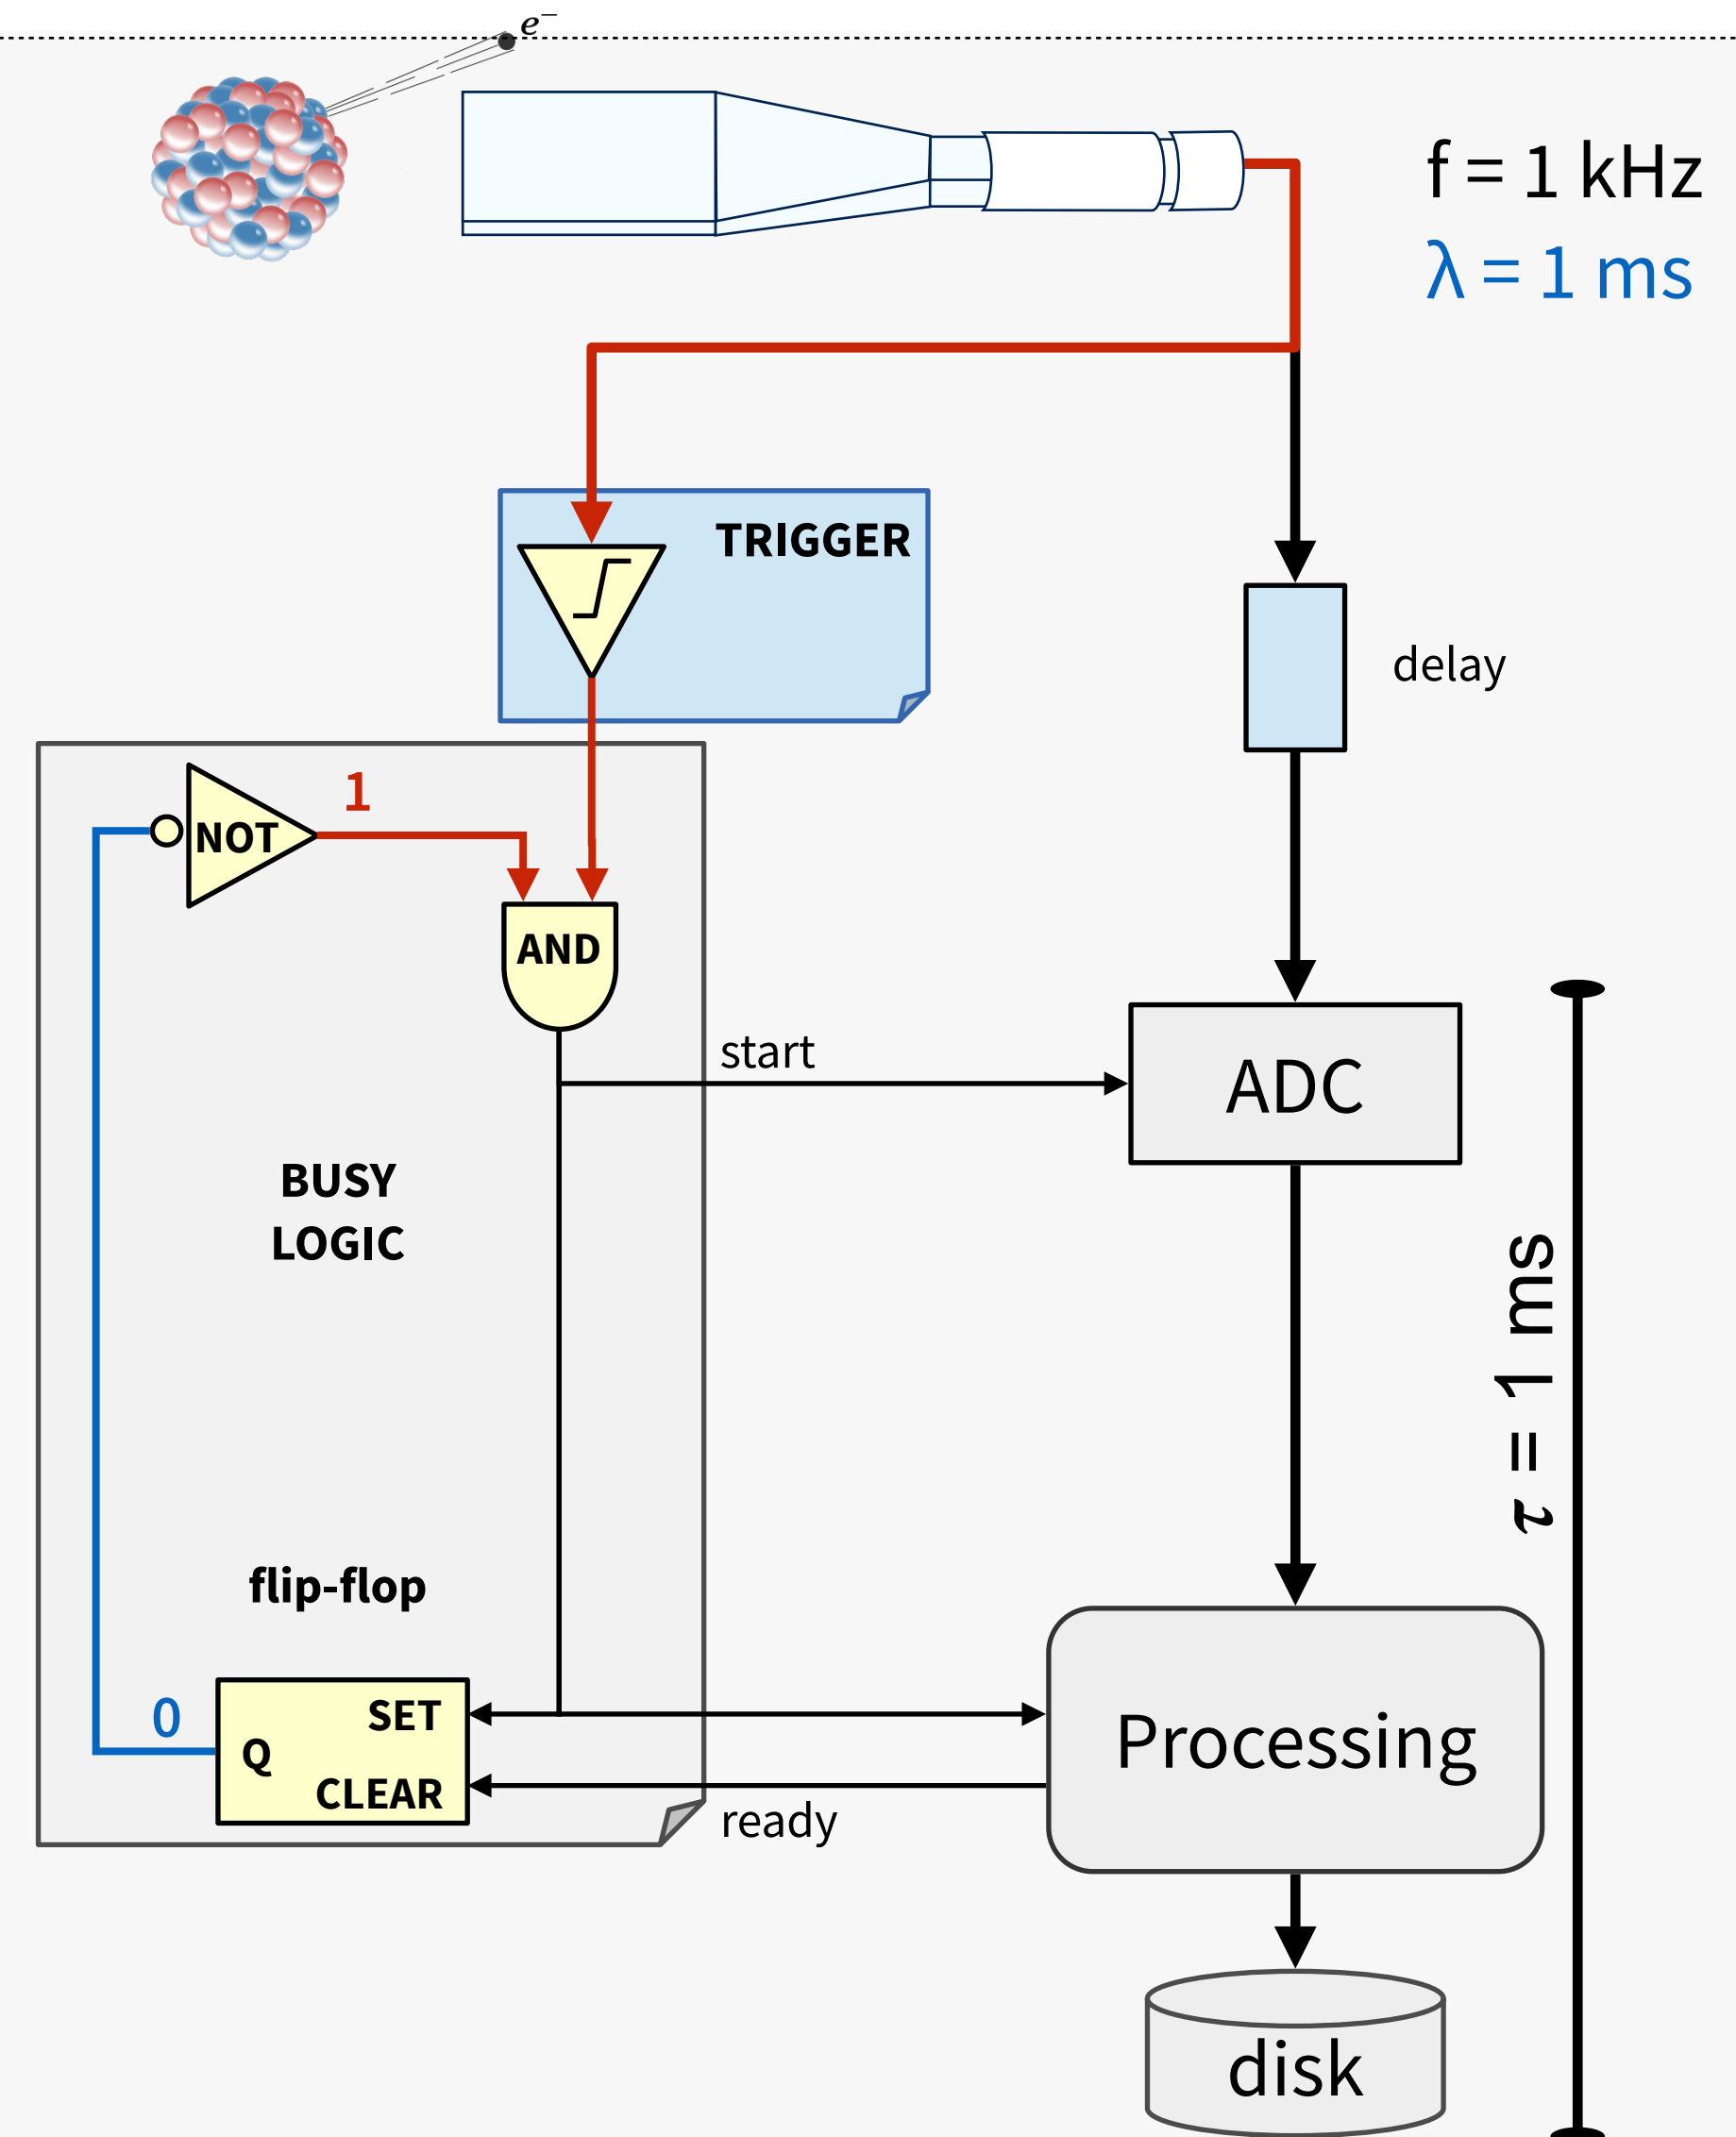 e⁻
f = 1 kHz
λ = 1 ms
TRIGGER
delay
1
NOT
AND
start
ADC
BUSY
LOGIC
τ = 1 ms
flip-flop
0
SET
Q
CLEAR
Processing
ready
disk